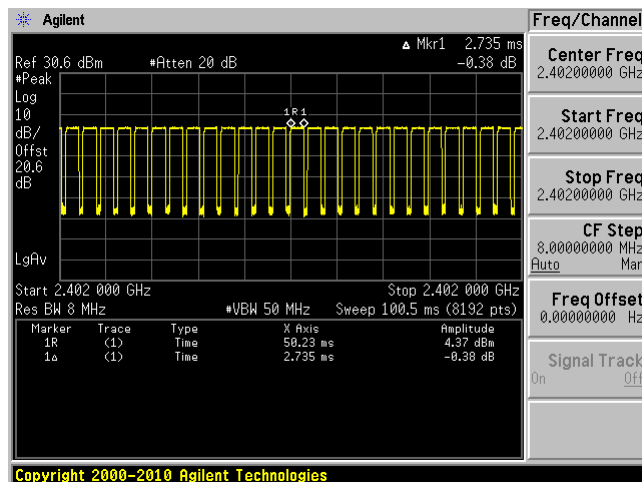 Agilent
Freq/Channel
▵ Mkr1 2.735 ms
Ref 30.6 dBm #Atten 20 dB -0.38 dB
#Peak
Log
10
dB/
Offst
20.6
dB
1R 1
LgAv
Start 2.402 000 GHz Stop 2.402 000 GHz
Res BW 8 MHz #VBW 50 MHz Sweep 100.5 ms (8192 pts)
Marker Trace Type X Axis Amplitude
1R (1) Time 50.23 ms 4.37 dBm
1▵ (1) Time 2.735 ms -0.38 dB
Center Freq
2.40200000 GHz
Start Freq
2.40200000 GHz
Stop Freq
2.40200000 GHz
CF Step
8.00000000 MHz
Auto Man
Freq Offset
0.00000000 Hz
Signal Track
On Off
Copyright 2000-2010 Agilent Technologies